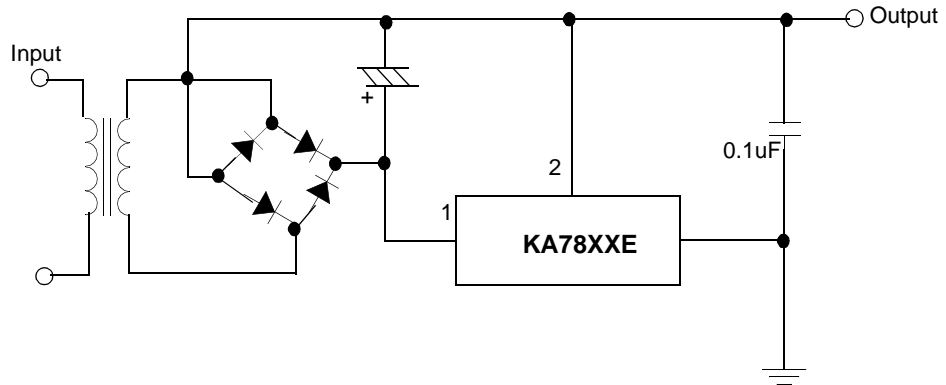 Output
Input
+
0.1uF
2
1
KA78XXE